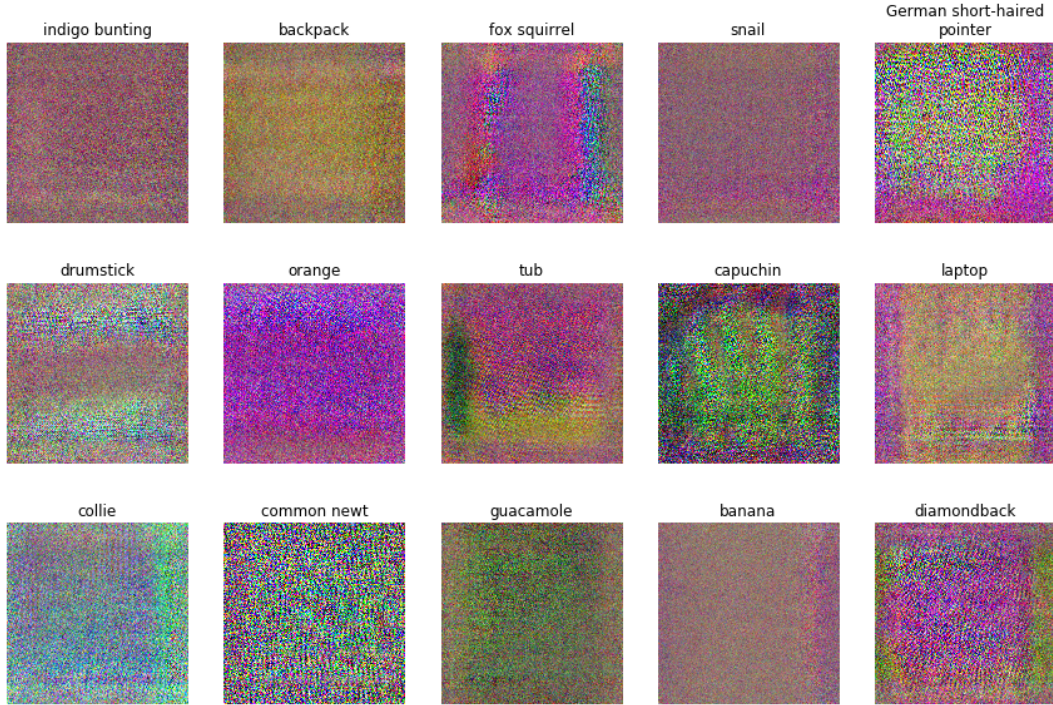 indigo bunting
backpack
fox squirrel
snail
German short-haired
pointer
drumstick
orange
tub
capuchin
laptop
collie
common newt
guacamole
banana
diamondback